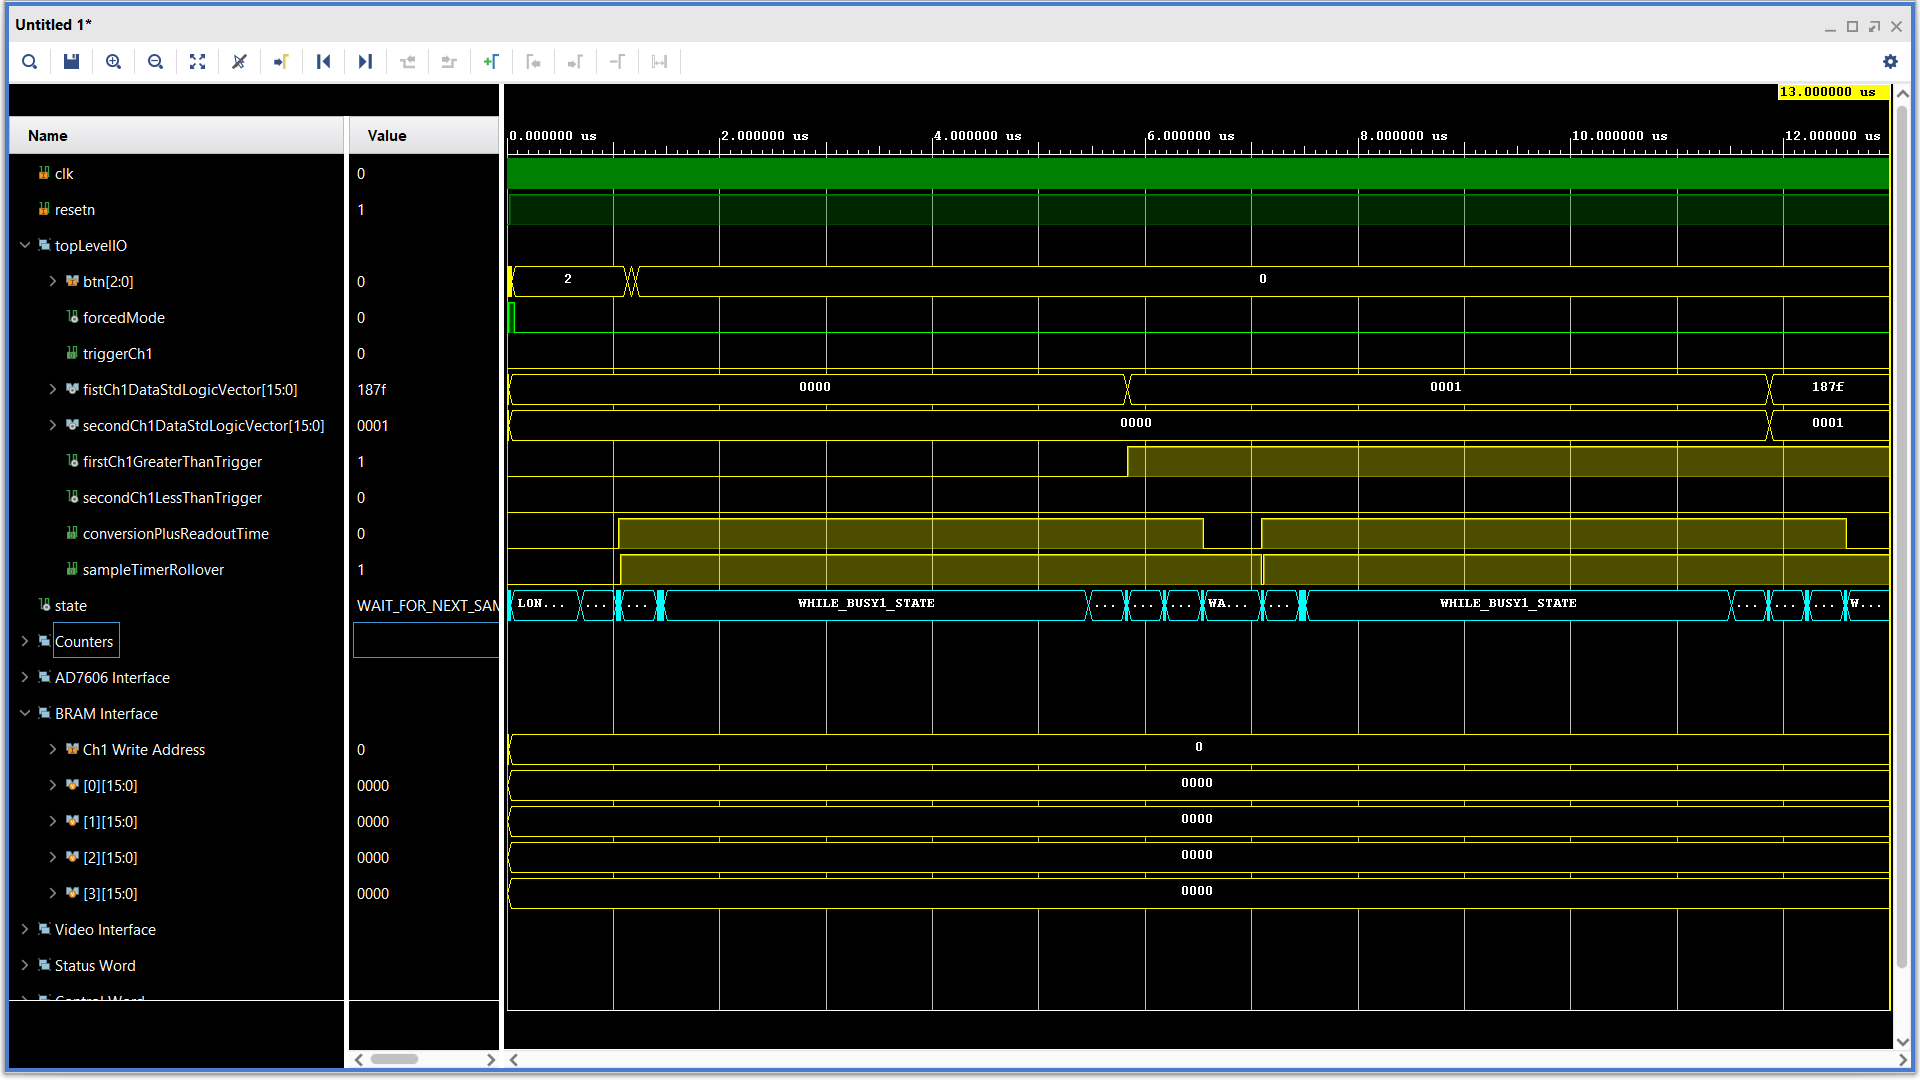 Untitled 1*
13.000000 us
Name Value 0.000000 us 2.000000 us 4.000000 us 6.000000 us 8.000000 us 10.000000 us 12.000000 us
clk 0
resetn 1
topLevelIO
btn[2:0] 0 2 0
forcedMode 0
triggerCh1 0
fistCh1DataStdLogicVector[15:0] 187f 0000 0001 187f
secondCh1DataStdLogicVector[15:0] 0001 0000 0001
firstCh1GreaterThanTrigger 1
secondCh1LessThanTrigger 0
conversionPlusReadoutTime 0
sampleTimerRollover 1
state WAIT_FOR_NEXT_SAM LON... ... ... WHILE_BUSY1_STATE ... ... ... WA... ... WHILE_BUSY1_STATE ... ... ... W...
Counters
AD7606 Interface
BRAM Interface
Ch1 Write Address 0 0
[0][15:0] 0000 0000
[1][15:0] 0000 0000
[2][15:0] 0000 0000
[3][15:0] 0000 0000
Video Interface
Status Word
Control Word